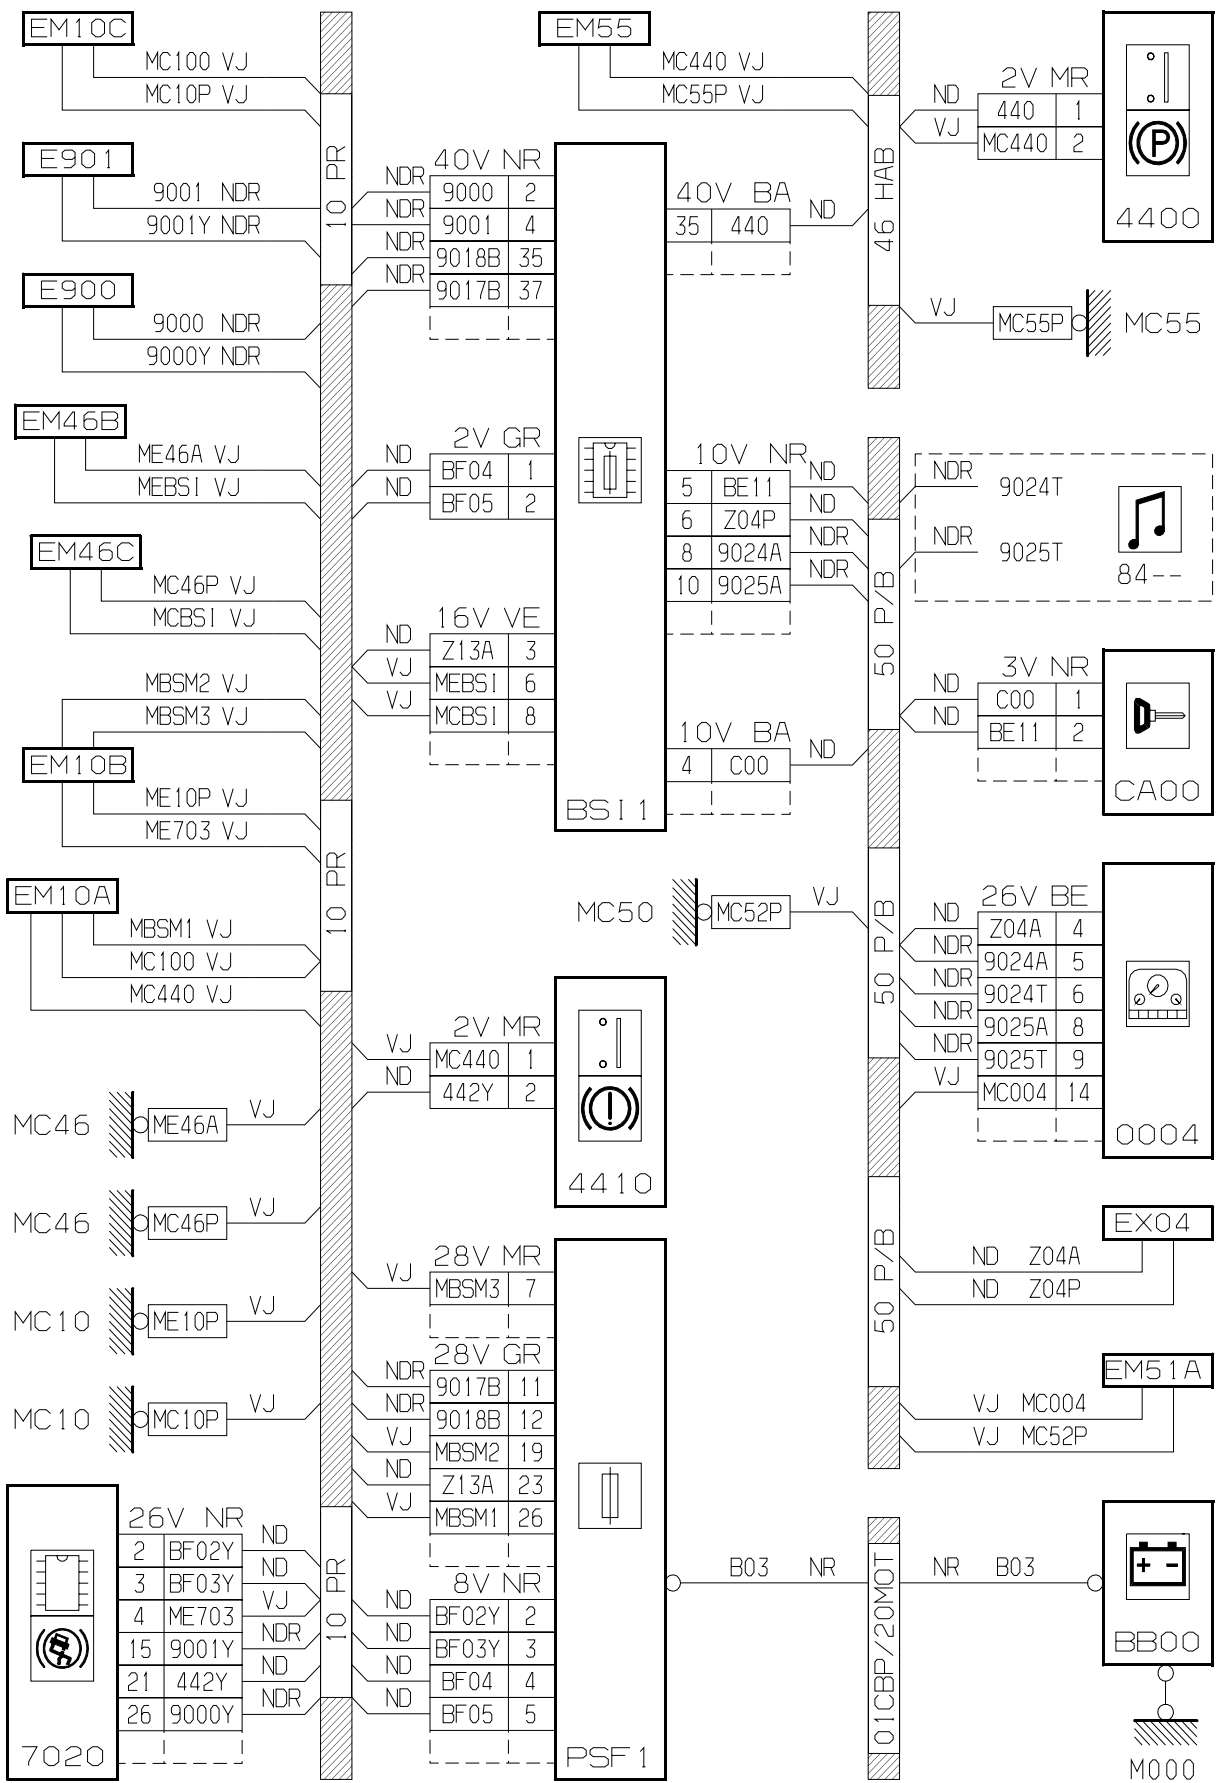 EM10C
MC100 VJ
MC10P VJ
E901
9001 NDR
9001Y NDR
E900
9000 NDR
9000Y NDR
EM46B
ME46A VJ
MEBSI VJ
EM46C
MC46P VJ
MCBSI VJ
MBSM2 VJ
MBSM3 VJ
EM10B
ME10P VJ
ME703 VJ
EM10A
MBSM1 VJ
MC100 VJ
MC440 VJ
MC46 ME46A VJ
MC46 MC46P VJ
MC10 ME10P VJ
MC10 MC10P VJ
26V NR
2 BF02Y ND
3 BF03Y ND
4 ME703 VJ
15 9001Y NDR
21 442Y ND
26 9000Y NDR
7020
10 PR
10 PR
10 PR
40V NR
NDR 9000 2
NDR 9001 4
NDR 9018B 35
NDR 9017B 37
2V GR
ND BF04 1
ND BF05 2
16V VE
ND Z13A 3
VJ MEBSI 6
VJ MCBSI 8
BSI1
40V BA
35 440 ND
10V NR
5 BE11 ND
6 Z04P ND
8 9024A NDR
10 9025A NDR
10V BA
4 C00 ND
MC50 MC52P VJ
2V MR
VJ MC440 1
ND 442Y 2
4410
28V MR
VJ MBSM3 7
28V GR
NDR 9017B 11
NDR 9018B 12
VJ MBSM2 19
ND Z13A 23
VJ MBSM1 26
8V NR
ND BF02Y 2
ND BF03Y 3
ND BF04 4
ND BF05 5
PSF1
B03 NR
EM55
MC440 VJ
MC55P VJ
46 HAB
50 P/B
50 P/B
50 P/B
01CBP/20MOT
2V MR
ND 440 1
VJ MC440 2
P
4400
VJ MC55P MC55
NDR 9024T
NDR 9025T
84--
3V NR
ND C00 1
ND BE11 2
CA00
26V BE
ND Z04A 4
NDR 9024A 5
NDR 9024T 6
NDR 9025A 8
NDR 9025T 9
VJ MC004 14
0004
EX04
ND Z04A
ND Z04P
EM51A
VJ MC004
VJ MC52P
NR B03
+ -
BB00
M000